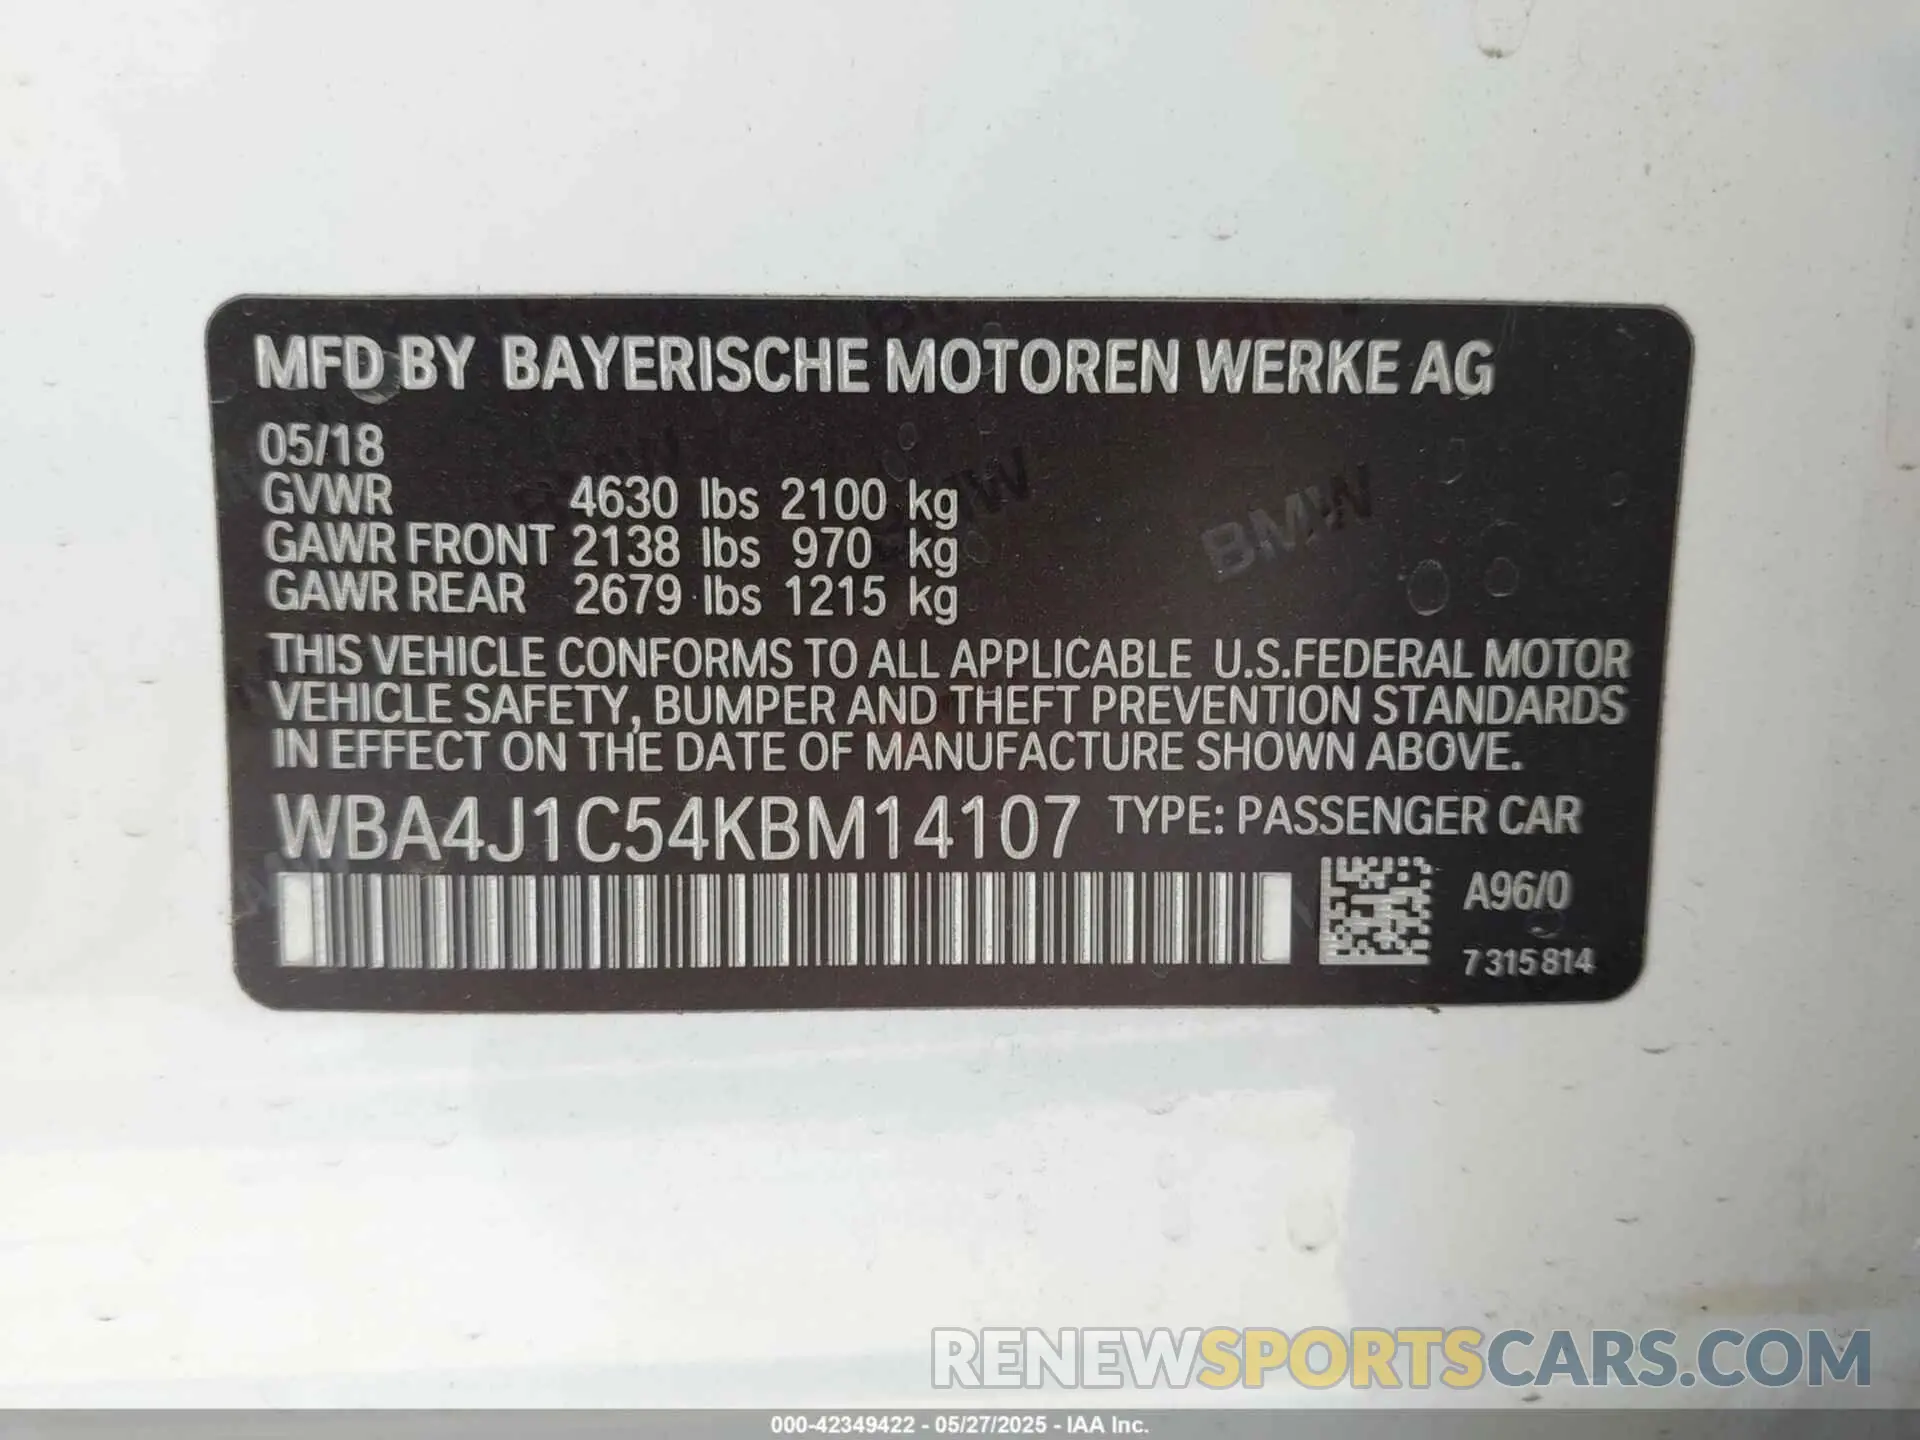 MFD BY BAYERISCHE MOTOREN WERKE AG
05/18
GVWR 4630 lbs 2100 kg
GAWR FRONT 2138 lbs 970 kg
GAWR REAR 2679 lbs 1215 kg
THIS VEHICLE CONFORMS TO ALL APPLICABLE U.S.FEDERAL MOTOR
VEHICLE SAFETY, BUMPER AND THEFT PREVENTION STANDARDS
IN EFFECT ON THE DATE OF MANUFACTURE SHOWN ABOVE.
WBA4J1C54KBM14107 TYPE: PASSENGER CAR
A96/0
7315814
BMW
RENEWSPORTSCARS.COM
000-42349422 - 05/27/2025 - IAA Inc.